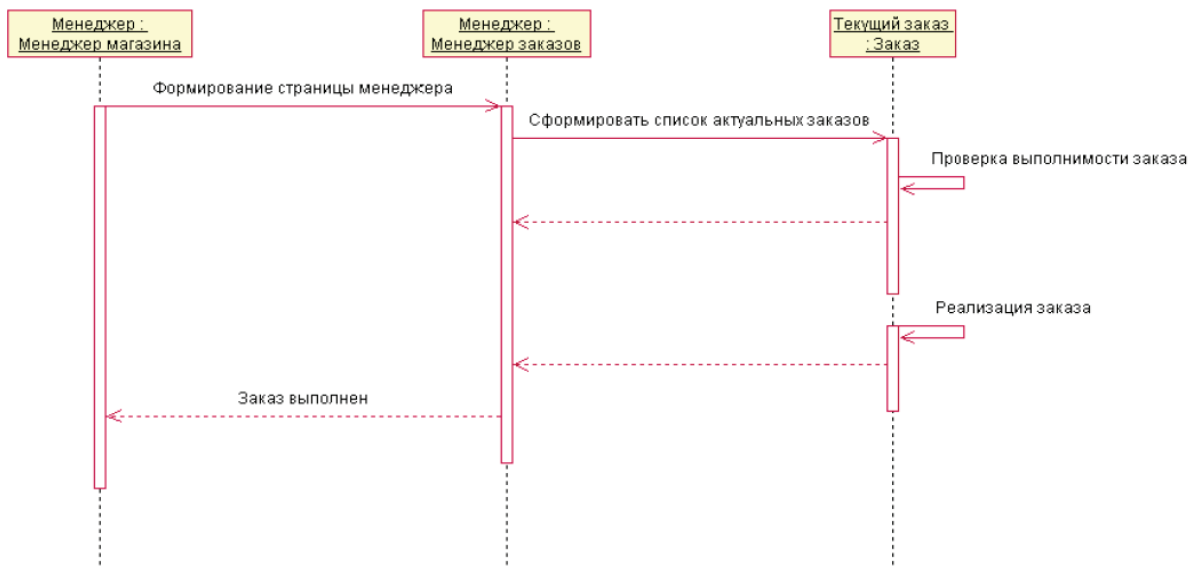 Менеджер :
Менеджер магазина
Менеджер :
Менеджер заказов
Текущий заказ
: Заказ
Формирование страницы менеджера
Сформировать список актуальных заказов
Проверка выполнимости заказа
Реализация заказа
Заказ выполнен